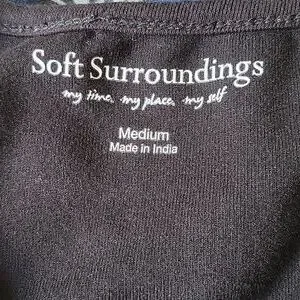 Soft Surroundings
my time. my place. my self
Medium
Made in India